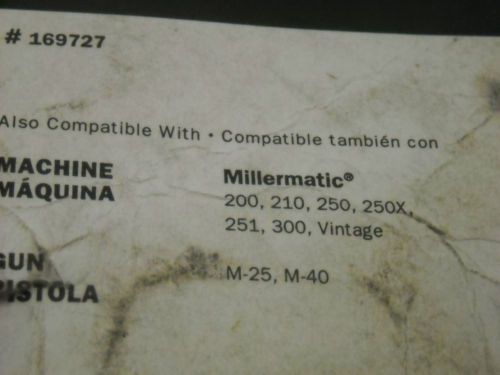 # 169727
Also Compatible With • Compatible también con
MACHINE
MÁQUINA
Millermatic®
200, 210, 250, 250X,
251, 300, Vintage
GUN
PISTOLA
M-25, M-40